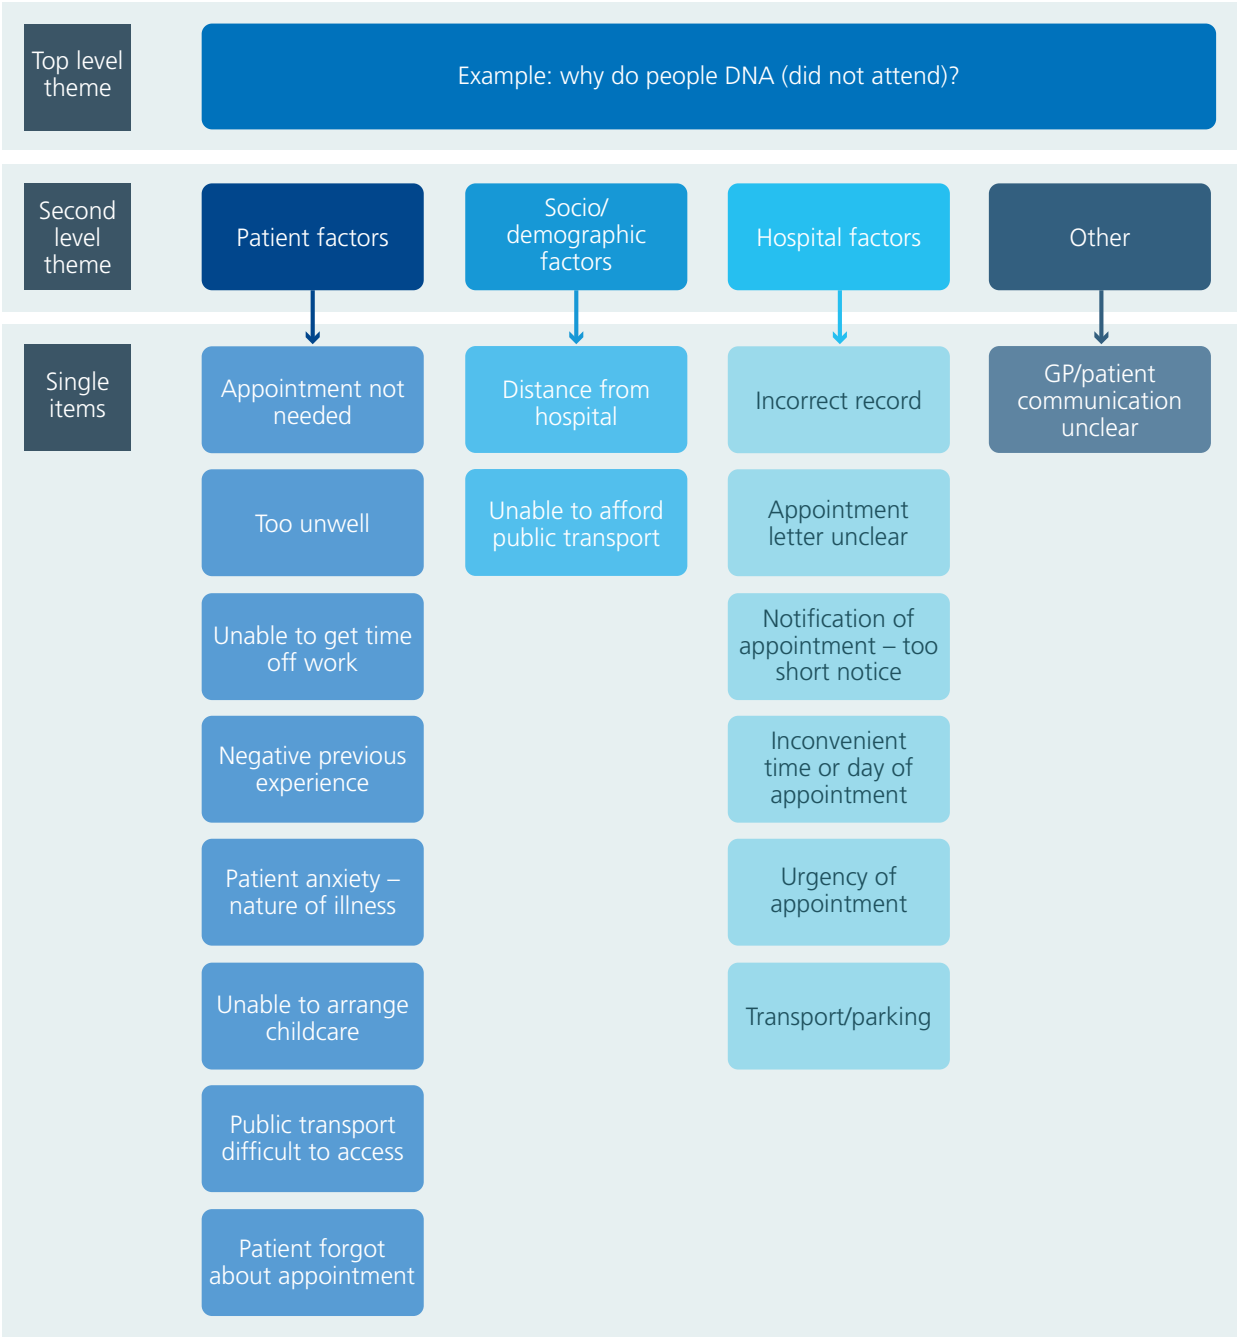 Top level
theme
Example: why do people DNA (did not attend)?
Second
level
theme
Patient factors
Socio/
demographic
factors
Hospital factors
Other
Single
items
Appointment not
needed
Too unwell
Unable to get time
off work
Negative previous
experience
Patient anxiety –
nature of illness
Unable to arrange
childcare
Public transport
difficult to access
Patient forgot
about appointment
Distance from
hospital
Unable to afford
public transport
Incorrect record
Appointment
letter unclear
Notification of
appointment – too
short notice
Inconvenient
time or day of
appointment
Urgency of
appointment
Transport/parking
GP/patient
communication
unclear